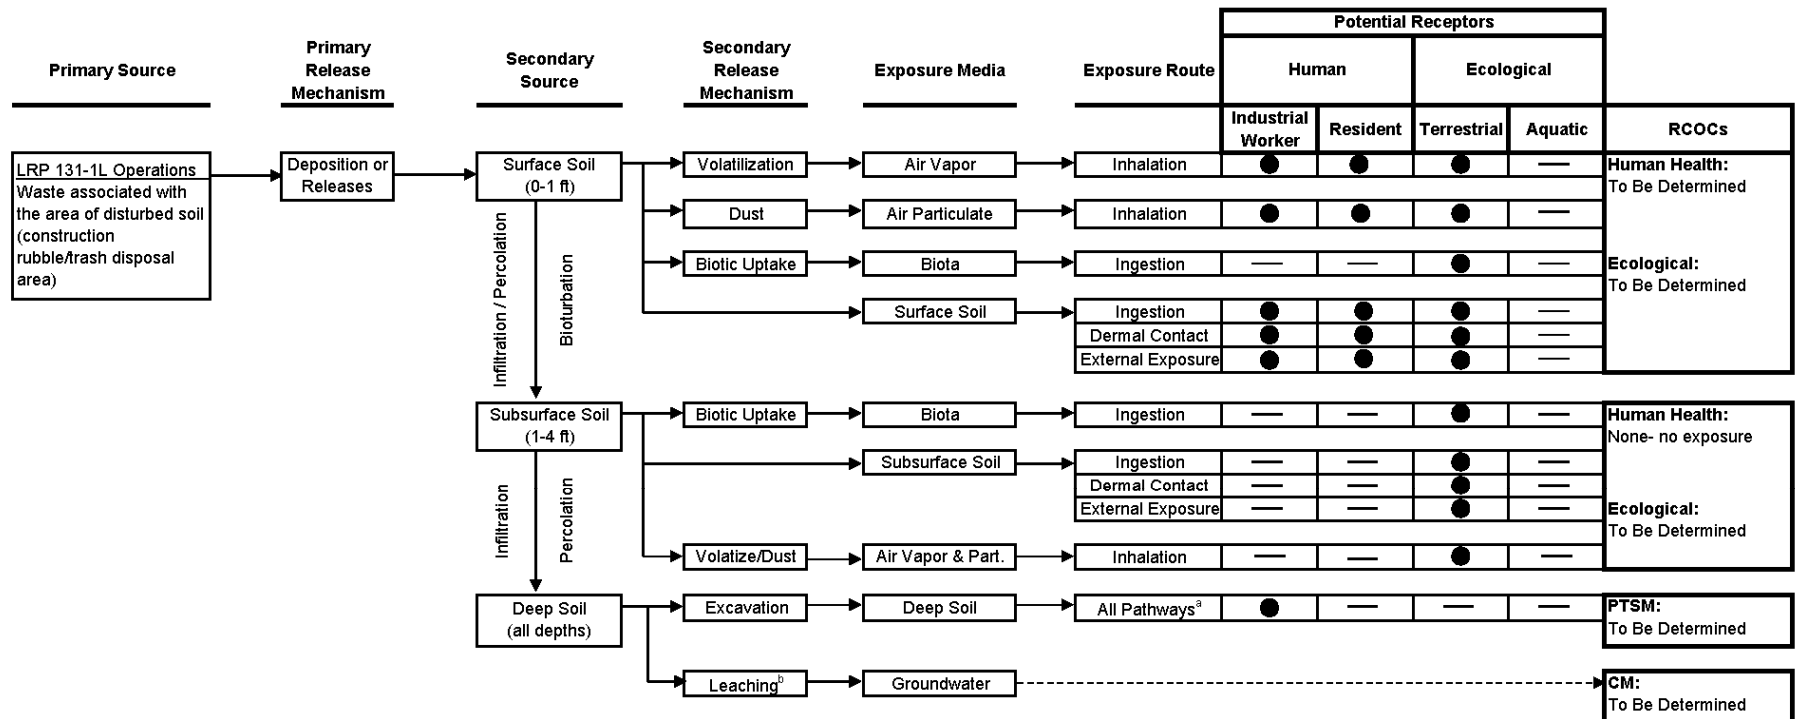 Potential Receptors
Primary Source
Primary
Release
Mechanism
Secondary
Source
Secondary
Release
Mechanism
Exposure Media
Exposure Route
Human
Ecological
Industrial
Worker
Resident
Terrestrial
Aquatic
RCOCs
LRP 131-1L Operations
Waste associated with
the area of disturbed soil
(construction
rubble/trash disposal
area)
Deposition or
Releases
Surface Soil
(0-1 ft)
Volatilization
Air Vapor
Inhalation
Human Health:
To Be Determined
Dust
Air Particulate
Inhalation
Biotic Uptake
Biota
Ingestion
Ecological:
To Be Determined
Surface Soil
Ingestion
Dermal Contact
External Exposure
Infiltration / Percolation
Bioturbation
Subsurface Soil
(1-4 ft)
Biotic Uptake
Biota
Ingestion
Human Health:
None- no exposure
Subsurface Soil
Ingestion
Dermal Contact
External Exposure
Ecological:
To Be Determined
Infiltration
Percolation
Volatize/Dust
Air Vapor & Part.
Inhalation
Deep Soil
(all depths)
Excavation
Deep Soil
All Pathways^a
PTSM:
To Be Determined
Leaching^b
Groundwater
CM:
To Be Determined